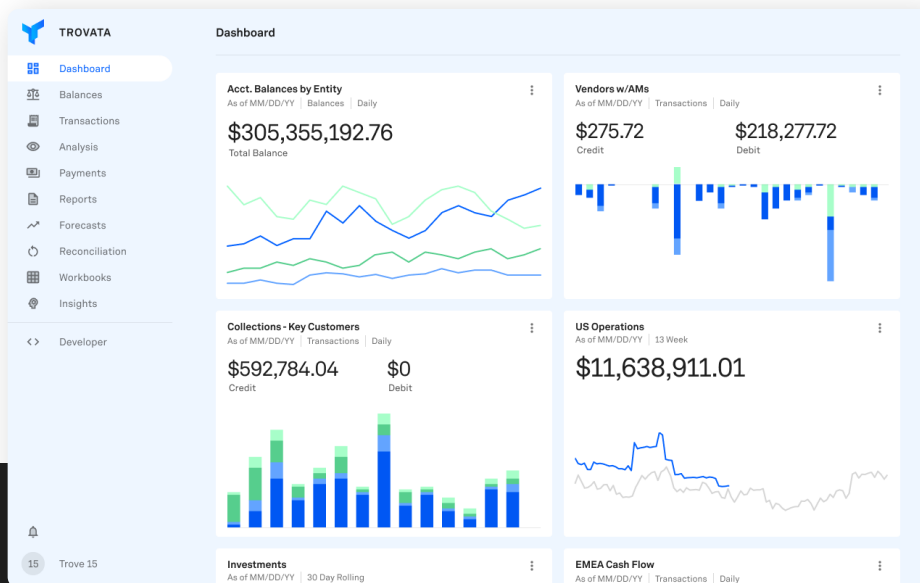 TROVATA
Dashboard
Dashboard
Balances
Transactions
Analysis
Payments
Reports
Forecasts
Reconciliation
Workbooks
Insights
Developer
15 Trove 15
Acct. Balances by Entity
As of MM/DD/YY | Balances | Daily
$305,355,192.76
Total Balance
Vendors w/AMs
As of MM/DD/YY | Transactions | Daily
$275.72 $218,277.72
Credit Debit
Collections - Key Customers
As of MM/DD/YY | Transactions | Daily
$592,784.04 $0
Credit Debit
US Operations
As of MM/DD/YY | 13 Week
$11,638,911.01
Investments
As of MM/DD/YY | 30 Day Rolling
EMEA Cash Flow
As of MM/DD/YY | Transactions | Daily